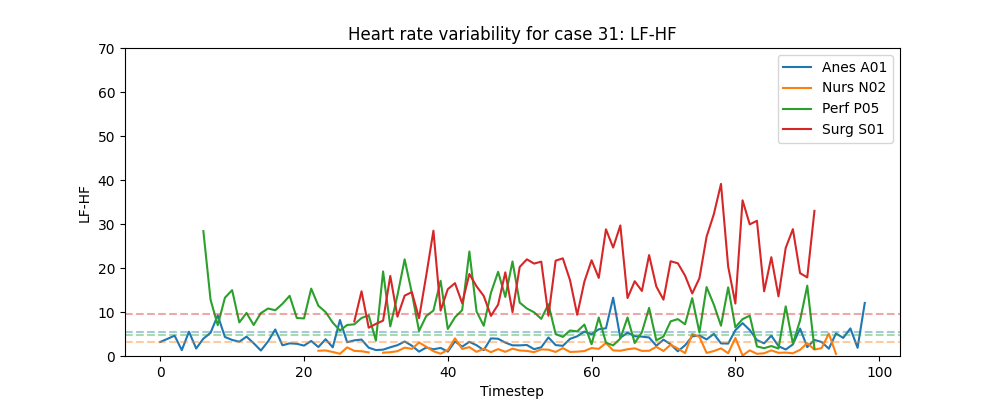 Heart rate variability for case 31: LF-HF
70
60
50
40
30
20
10
0
LF-HF
Anes A01
Nurs N02
Perf P05
Surg S01
0
20
40
60
80
100
Timestep